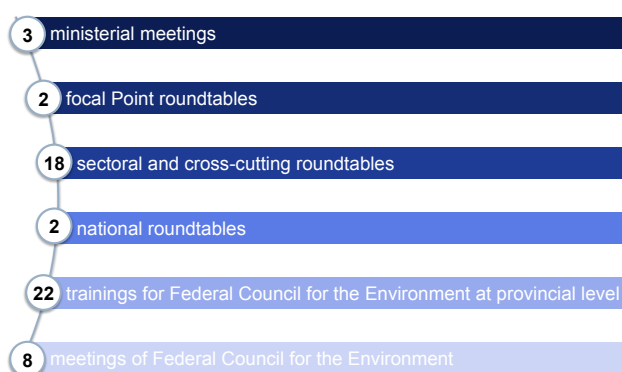 3 ministerial meetings
2 focal Point roundtables
18 sectoral and cross-cutting roundtables
2 national roundtables
22 trainings for Federal Council for the Environment at provincial level
8 meetings of Federal Council for the Environment